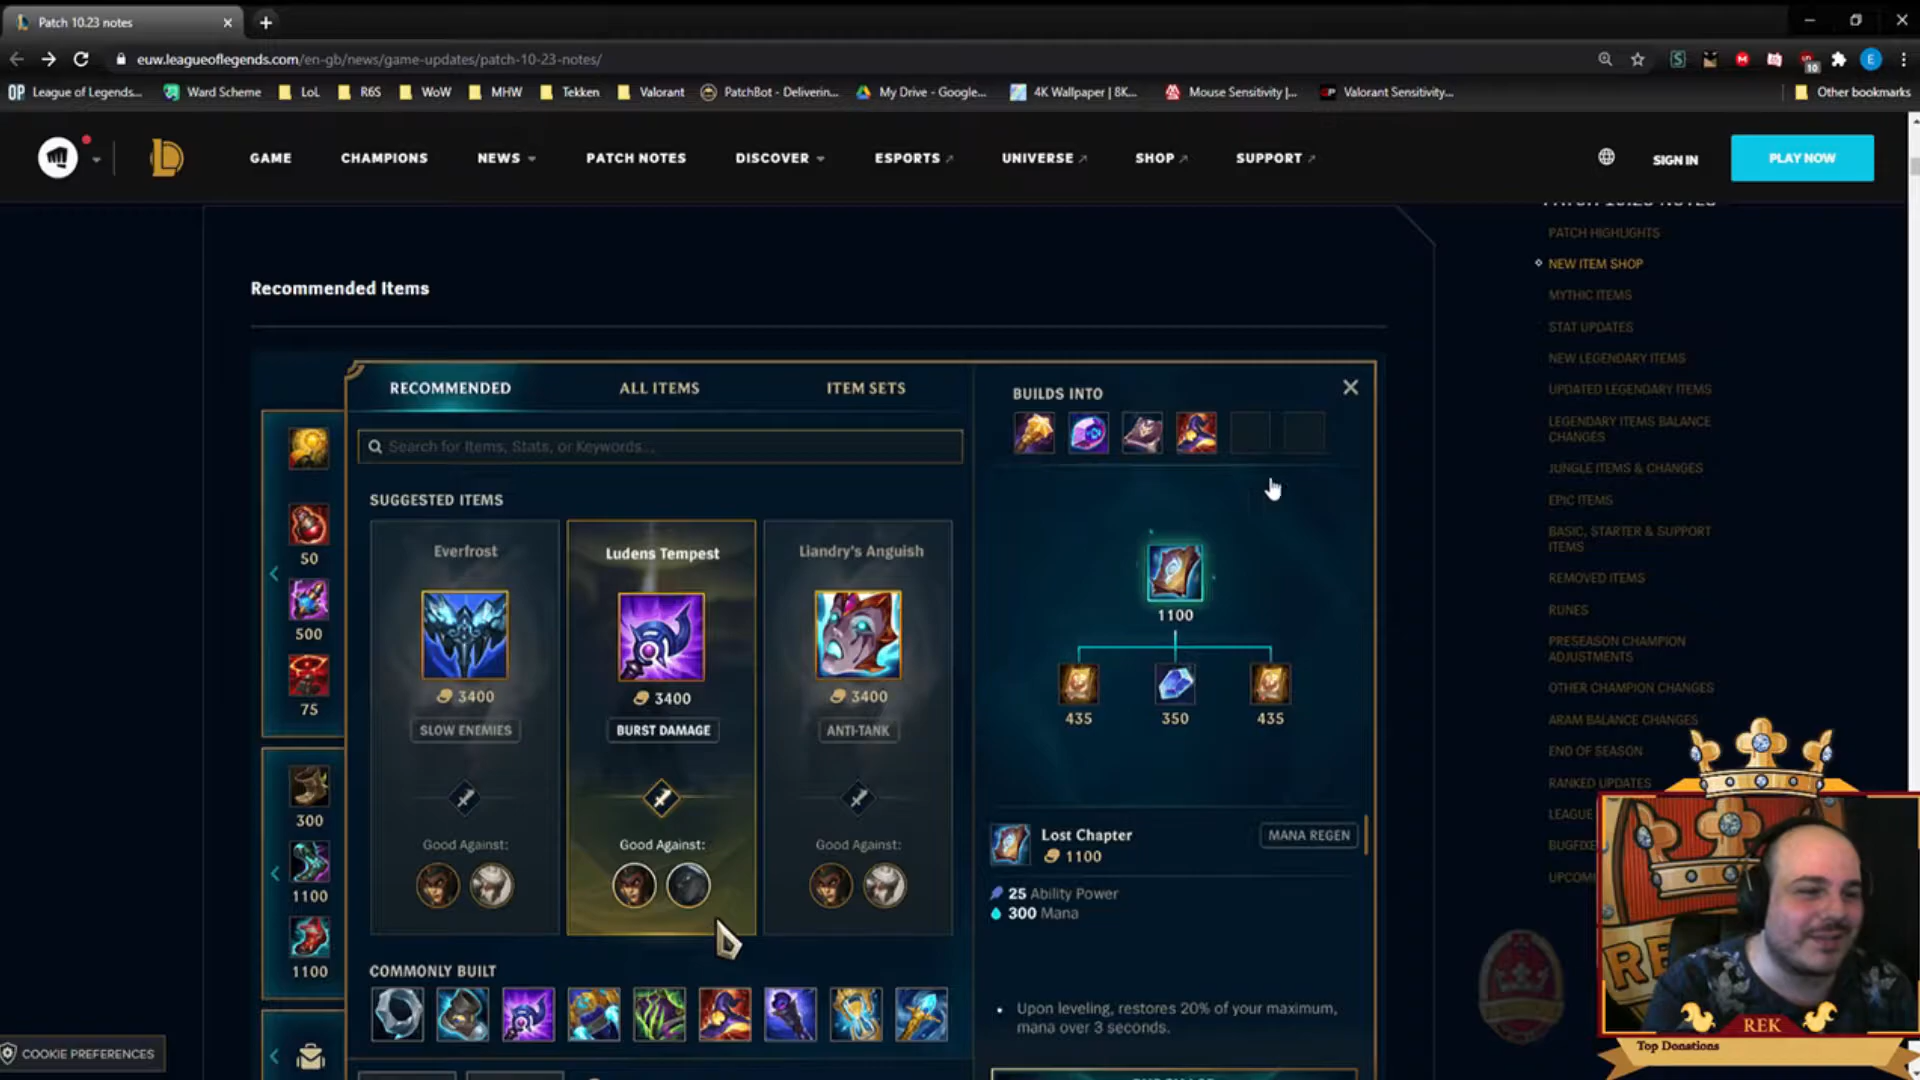 Patch 10.23 notes
euw.leagueoflegends.com/en-gb/news/game-updates/patch-10-23-notes/
10
E
OP League of Legends... Ward Scheme LoL R6S WoW MHW Tekken Valorant PatchBot - Deliverin... My Drive - Google... 4K Wallpaper | 8K... Mouse Sensitivity |... Valorant Sensitivity... Other bookmarks
GAME CHAMPIONS NEWS PATCH NOTES DISCOVER ESPORTS UNIVERSE SHOP SUPPORT SIGN IN PLAY NOW
PATCH 10.23 NOTES
PATCH HIGHLIGHTS
NEW ITEM SHOP
MYTHIC ITEMS
STAT UPDATES
NEW LEGENDARY ITEMS
UPDATED LEGENDARY ITEMS
LEGENDARY ITEMS BALANCE
CHANGES
JUNGLE ITEMS & CHANGES
EPIC ITEMS
BASIC, STARTER & SUPPORT
ITEMS
REMOVED ITEMS
RUNES
PRESEASON CHAMPION
ADJUSTMENTS
OTHER CHAMPION CHANGES
ARAM BALANCE CHANGES
END OF SEASON
RANKED UPDATES
LEAGUE
BUGFIXE
UPCOMI
Recommended Items
RECOMMENDED ALL ITEMS ITEM SETS
Search for Items, Stats, or Keywords...
SUGGESTED ITEMS
Everfrost
3400
SLOW ENEMIES
Good Against:
Ludens Tempest
3400
BURST DAMAGE
Good Against:
Liandry's Anguish
3400
ANTI-TANK
Good Against:
50
500
75
300
1100
1100
COMMONLY BUILT
BUILDS INTO
1100
435 350 435
Lost Chapter
1100
MANA REGEN
25 Ability Power
300 Mana
• Upon leveling, restores 20% of your maximum,
mana over 3 seconds.
COOKIE PREFERENCES
REK
Top Donations